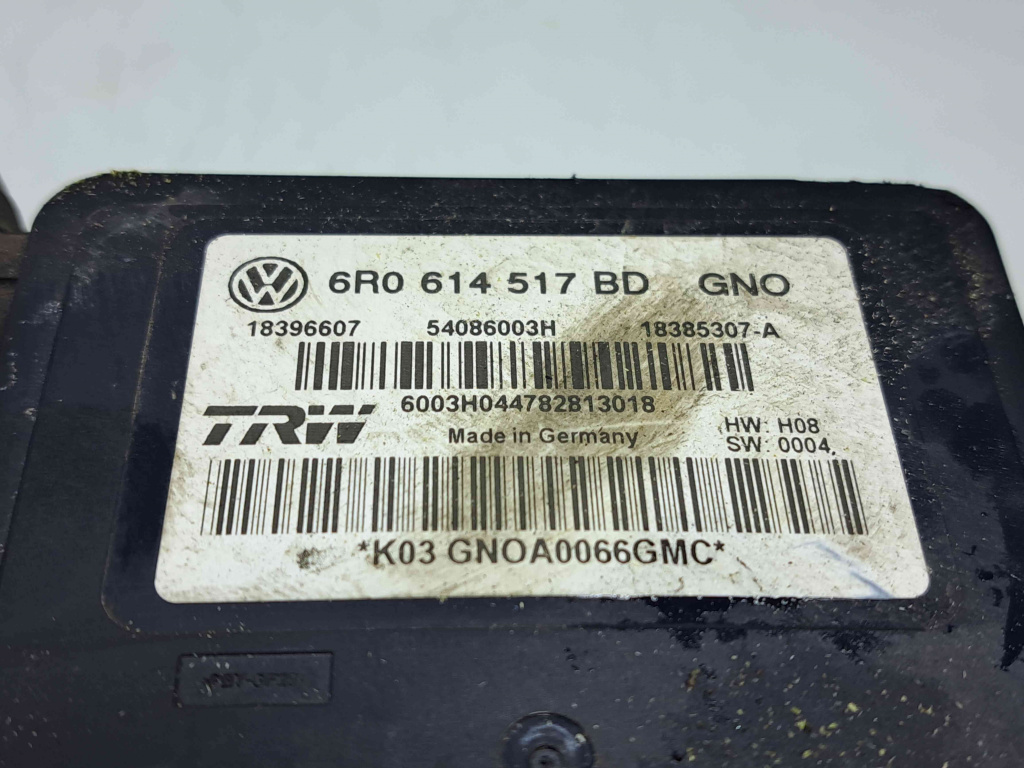 6R0 614 517 BD GNO
18396607 54086003H 18385307-A
6003H044782813018
TRW Made in Germany HW: H08
SW: 0004
*K03 GNOA0066GMC*